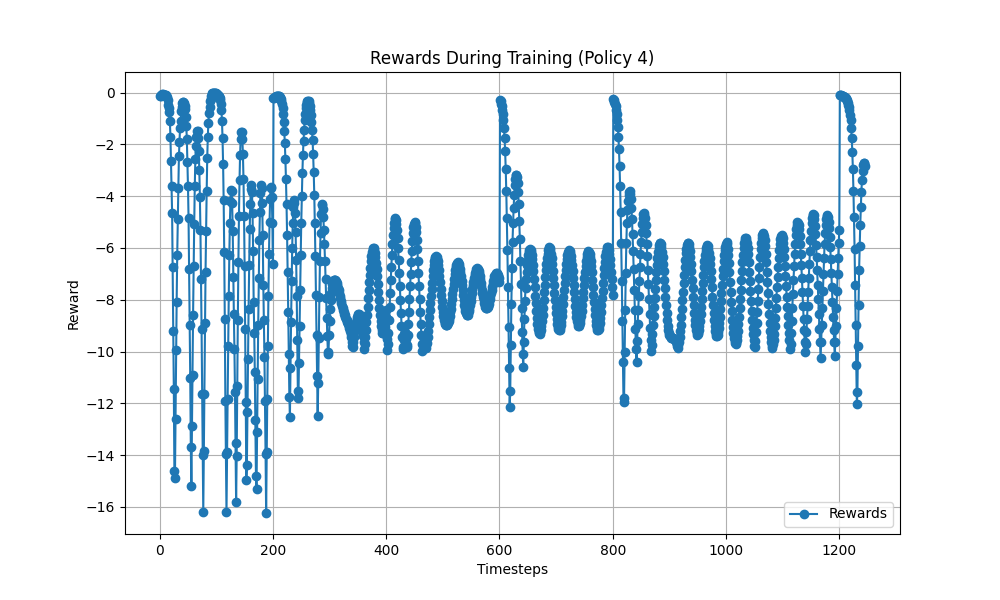 Rewards During Training (Policy 4)
0
−2
−4
−6
−8
−10
−12
−14
−16
Reward
0 200 400 600 800 1000 1200
Timesteps
Rewards